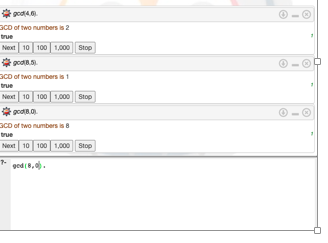 gcd(4,6).
GCD of two numbers is 2
true
Next 10 100 1,000 Stop
gcd(8,5).
GCD of two numbers is 1
true
Next 10 100 1,000 Stop
gcd(8,0).
GCD of two numbers is 8
true
Next 10 100 1,000 Stop
?- gcd(8,0).